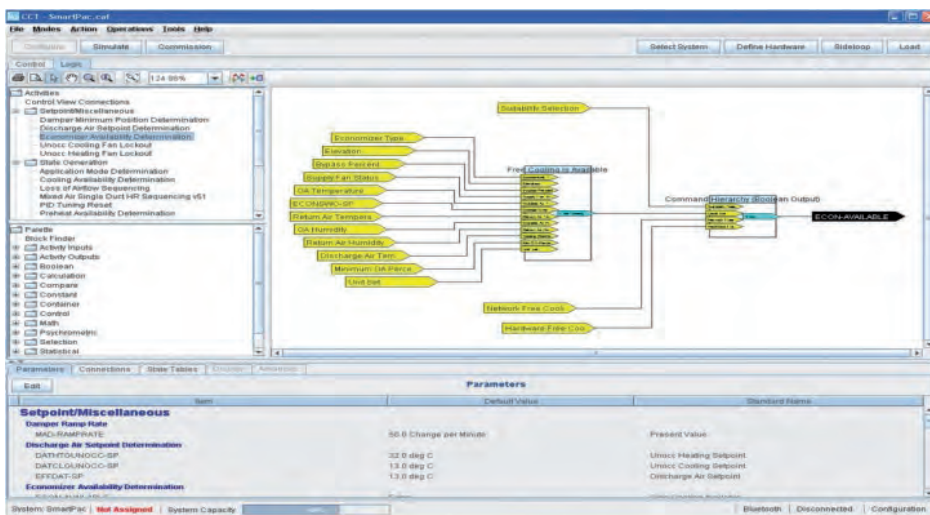 CCT - SmartPac.caf
File Modes Action Operations Tools Help
Configure Simulate Commission Select System Define Hardware Sideloop Load
Control Logic
124.86%
Activities
Control View Connections
Setpoint/Miscellaneous
Damper Minimum Position Determination
Discharge Air Setpoint Determination
Economizer Availability Determination
Unocc Cooling Fan Lockout
Unocc Heating Fan Lockout
State Generation
Application Mode Determination
Cooling Availability Determination
Loss of Airflow Sequencing
Mixed Air Single Duct HR Sequencing v51
PID Tuning Reset
Preheat Availability Determination
Palette
Block Finder
Activity Inputs
Activity Outputs
Boolean
Calculation
Compare
Constant
Container
Control
Math
Psychrometric
Selection
Statistical
Suitability Selection
Economizer Type
Elevation
Bypass Percent
Supply Fan Status
OA Temperature
ECONSWO-SP
Return Air Tempera
OA Humidity
Return Air Humidity
Discharge Air Tem
Minimum OA Perce
Unit Set
Free Cooling Is Available
Command Hierarchy (Boolean Output)
ECON-AVAILABLE
Network Free Cooli
Hardware Free Coo
Parameters Connections State Tables
Edit Parameters
Item Default Value Standard Name
Setpoint/Miscellaneous
Damper Ramp Rate
MAD-RAMPRATE 50.0 Change per Minute Present Value
Discharge Air Setpoint Determination
DATHTGUNOCC-SP 32.0 deg C Unocc Heating Setpoint
DATCLGUNOCC-SP 13.0 deg C Unocc Cooling Setpoint
EFFDAT-SP 13.0 deg C Discharge Air Setpoint
Economizer Availability Determination
System: SmartPac Not Assigned System Capacity Bluetooth Disconnected Configuration